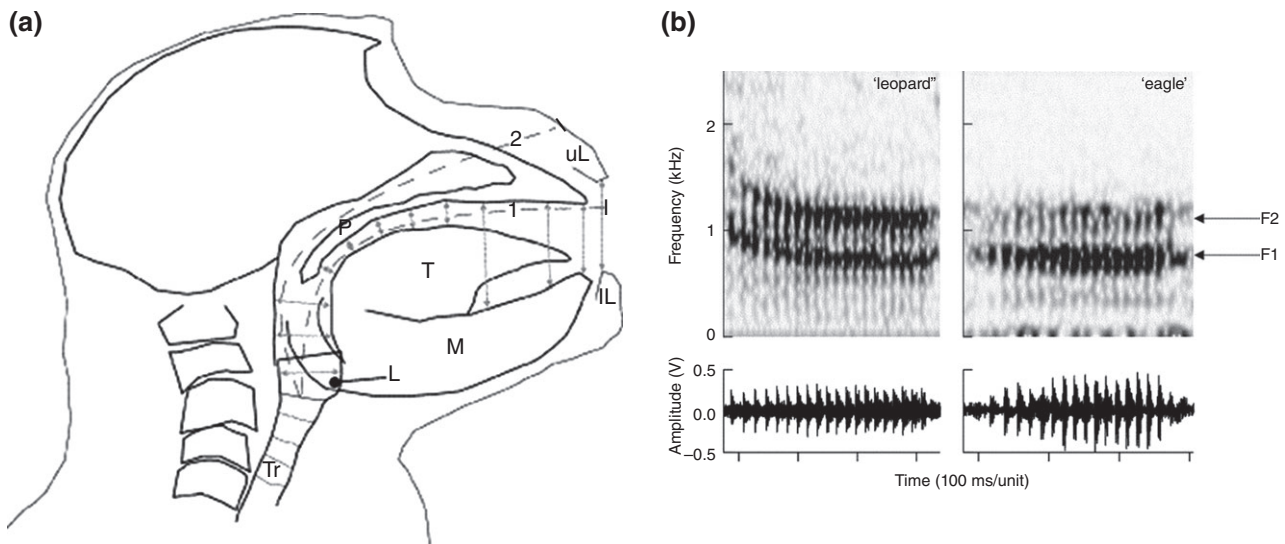 (a)
2
uL
1
I
P
T
lL
M
L
Tr
(b)
'leopard"
'eagle'
Frequency (kHz)
2
1
0
F2
F1
Amplitude (V)
0.5
0.0
−0.5
Time (100 ms/unit)